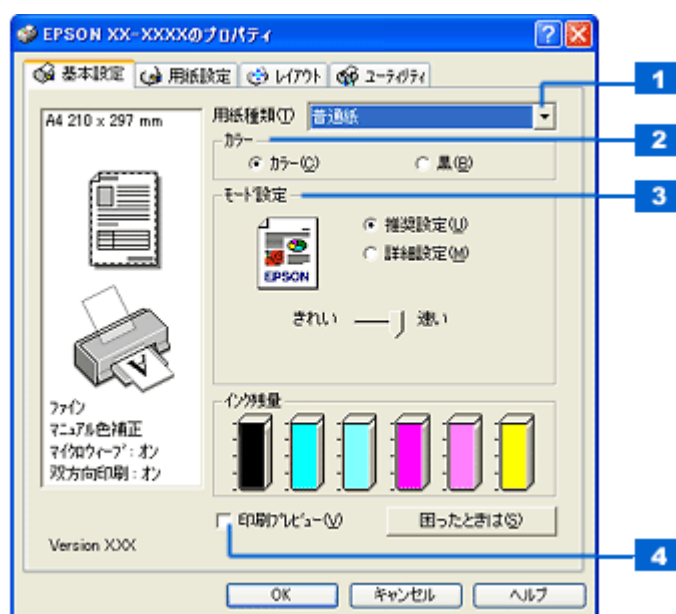 EPSON XX-XXXXのプロパティ
基本設定 用紙設定 レイアウト ユーティリティ
A4 210 x 297 mm
用紙種類(T) 普通紙
1
カラー
2
カラー(C) 黒(B)
モード設定
3
推奨設定(U)
詳細設定(M)
EPSON
きれい 速い
A
ファイン
マニュアル色補正
マイクロウィーブ : オン
双方向印刷 : オン
インク残量
印刷プレビュー(V) 困ったときは(S)
Version XXX
4
OK キャンセル ヘルプ